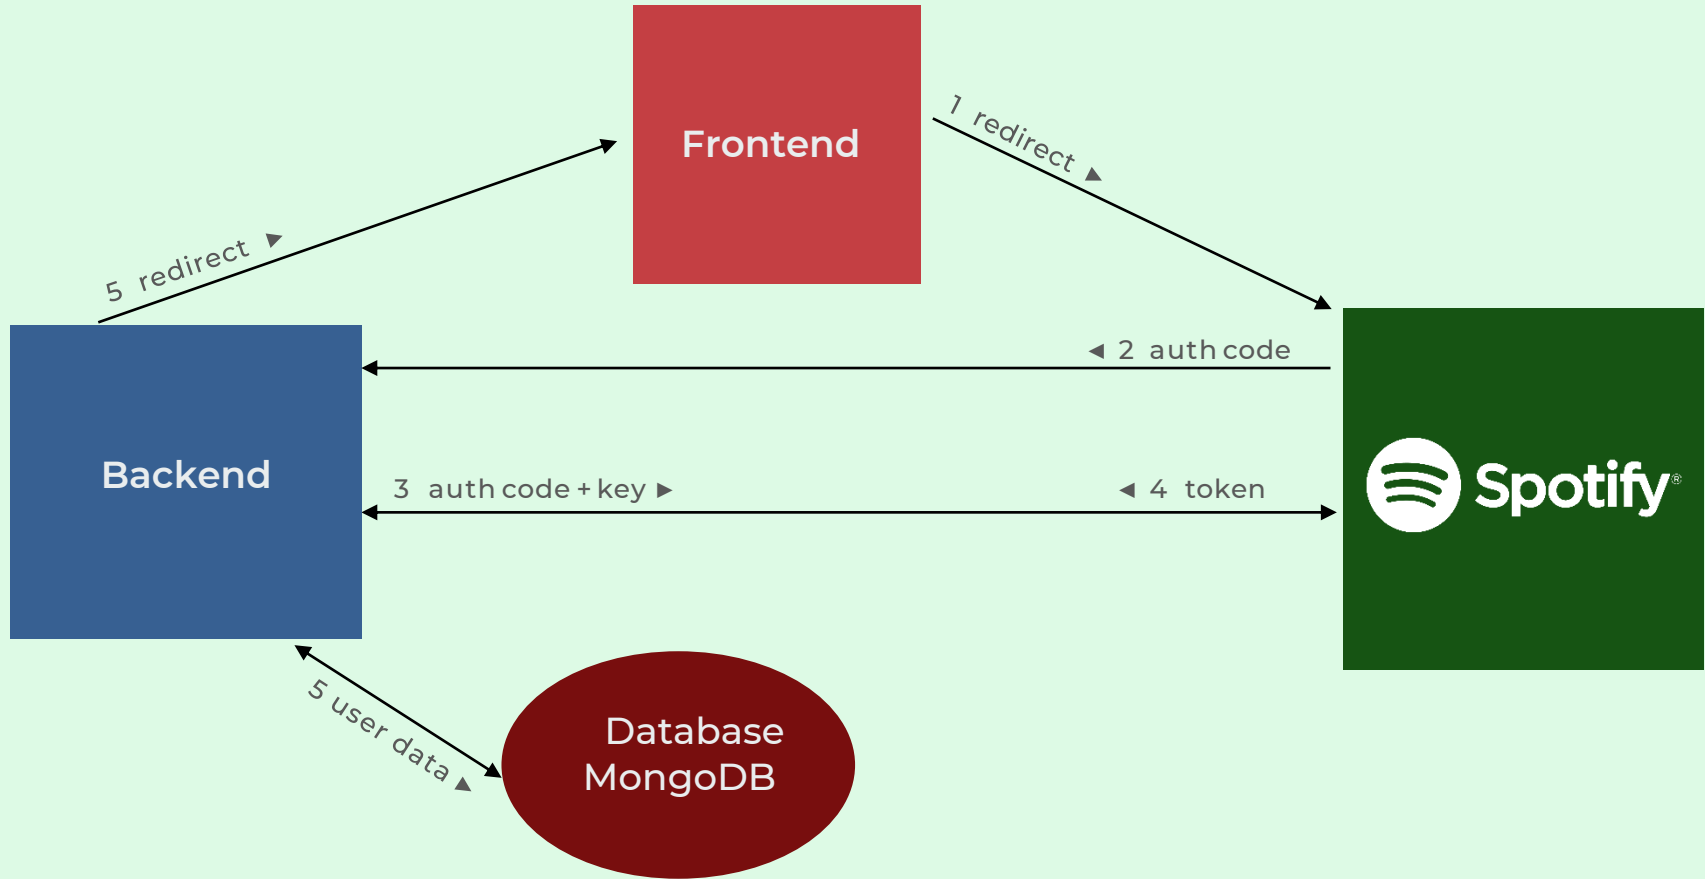 Frontend
1 redirect ►
5 redirect ►
◄ 2 auth code
Backend
3 auth code + key ►
◄ 4 token
Spotify®
5 user data ►
Database
MongoDB